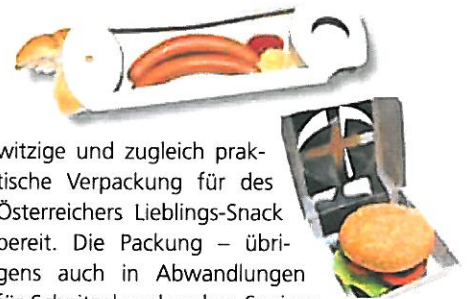 witzige und zugleich prak-
tische Verpackung für des
Österreichers Lieblings-Snack
bereit. Die Packung – übri-
gens auch in Abwandlungen